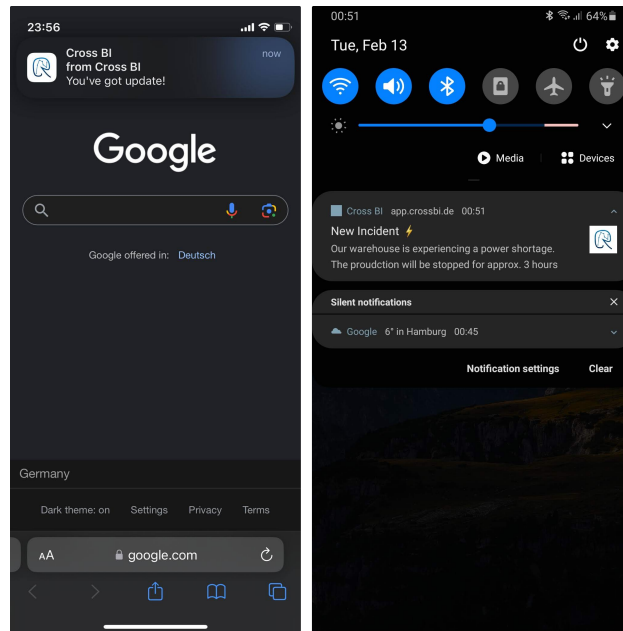 23:56
Cross BI
now
from Cross BI
You've got update!
Google
Google offered in: Deutsch
Germany
Dark theme: on Settings Privacy Terms
AA google.com
00:51 64%
Tue, Feb 13
Media Devices
Cross BI app.crossbi.de 00:51
New Incident ⚡
Our warehouse is experiencing a power shortage.
The proudction will be stopped for approx. 3 hours
Silent notifications
Google 6° in Hamburg 00:45
Notification settings Clear